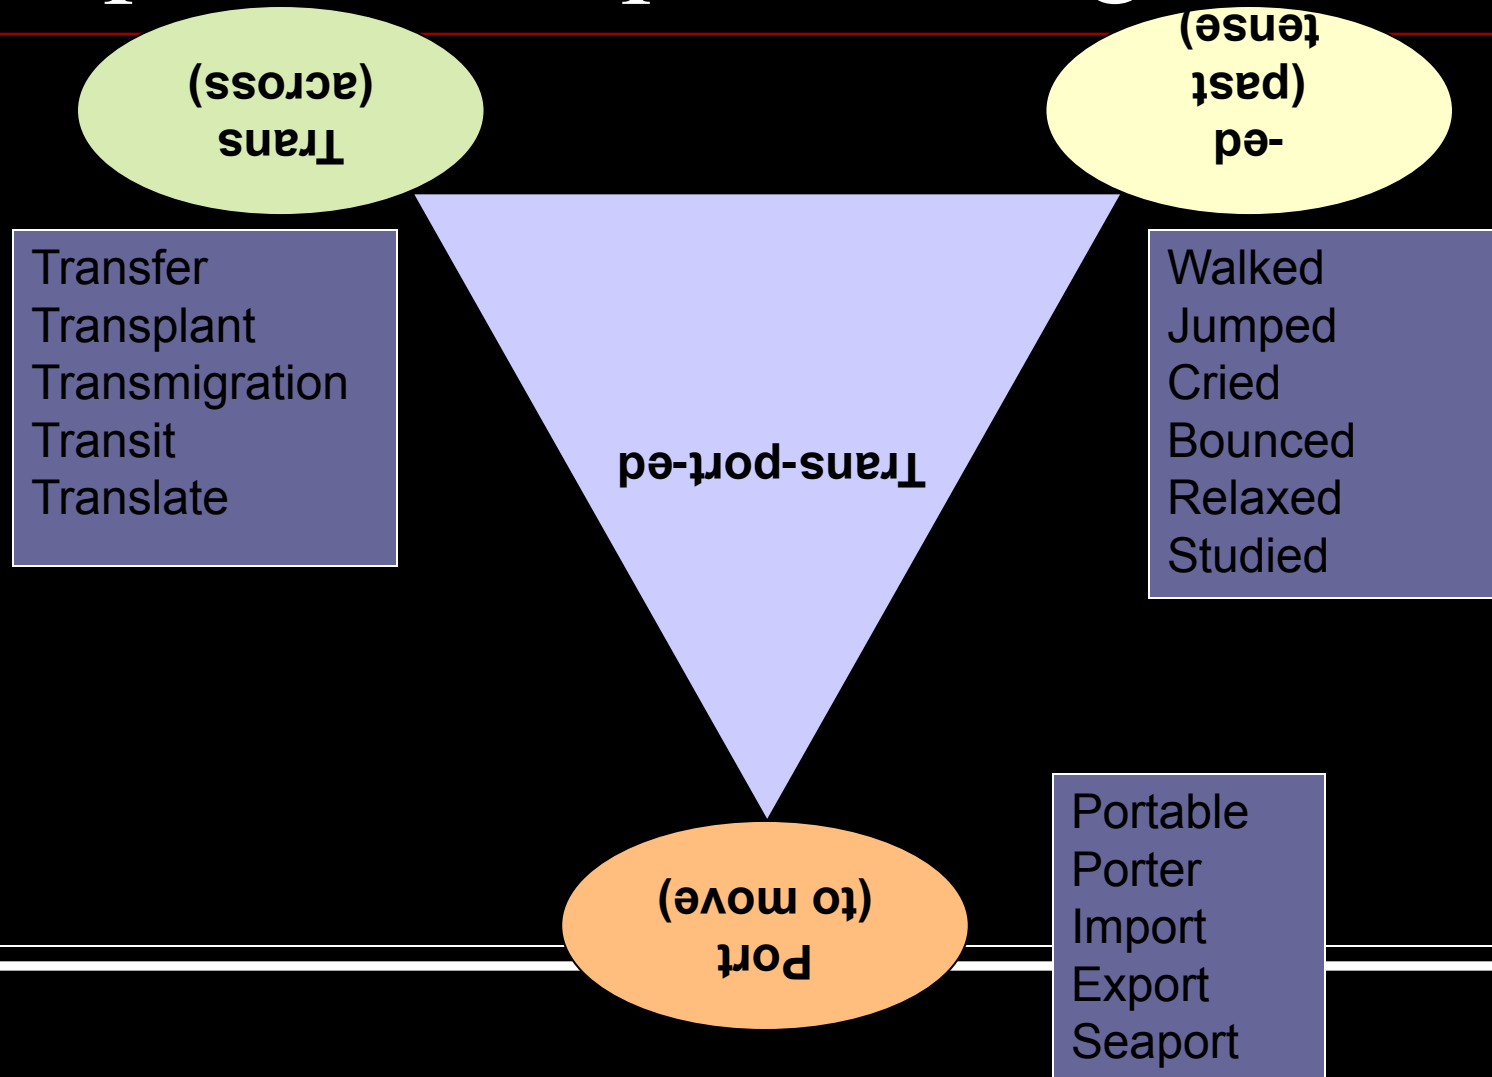 Trans
(across)
-ed
(past
tense)
Transfer
Transplant
Transmigration
Transit
Translate
Trans-port-ed
Walked
Jumped
Cried
Bounced
Relaxed
Studied
Port
(to move)
Portable
Porter
Import
Export
Seaport